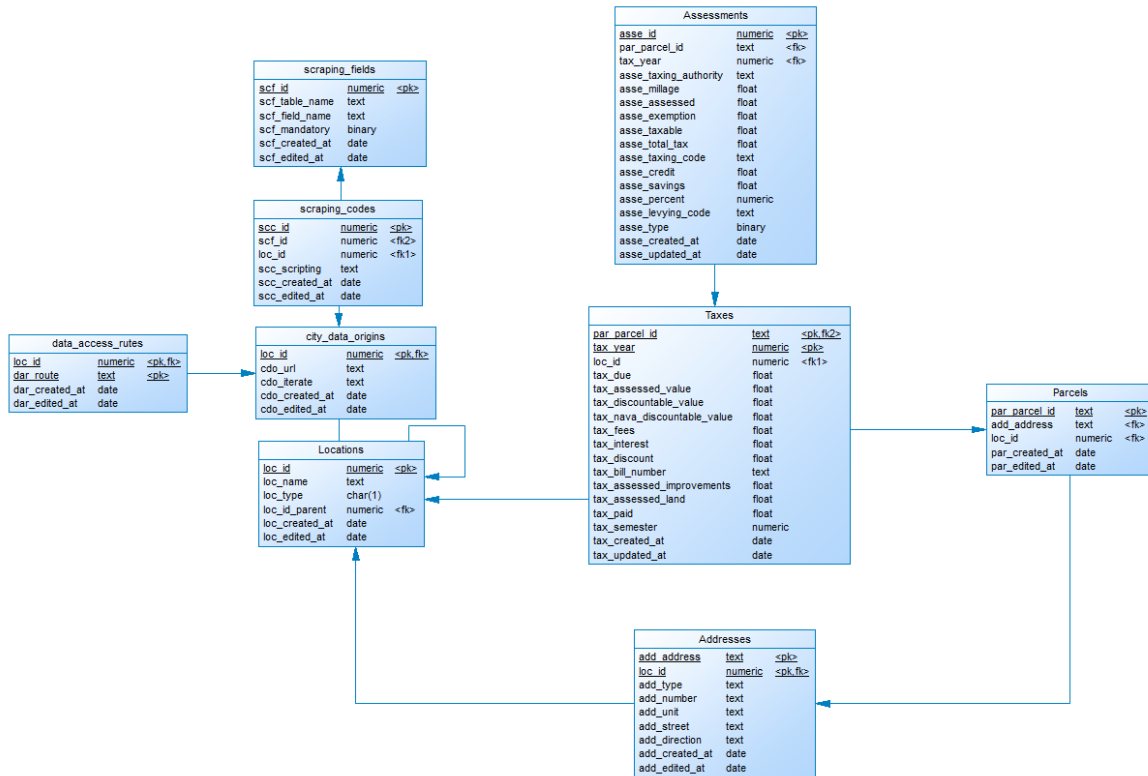 Assessments
asse_id numeric <pk>
par_parcel_id text <fk>
tax_year numeric <fk>
asse_taxing_authority text
asse_millage float
asse_assessed float
asse_exemption float
asse_taxable float
asse_total_tax float
asse_taxing_code text
asse_credit float
asse_savings float
asse_percent numeric
asse_levying_code text
asse_type binary
asse_created_at date
asse_updated_at date
scraping_fields
scf_id numeric <pk>
scf_table_name text
scf_field_name text
scf_mandatory binary
scf_created_at date
scf_edited_at date
scraping_codes
scc_id numeric <pk>
scf_id numeric <fk2>
loc_id numeric <fk1>
scc_scripting text
scc_created_at date
scc_edited_at date
data_access_rutes
loc_id numeric <pk,fk>
dar_route text <pk>
dar_created_at date
dar_edited_at date
city_data_origins
loc_id numeric <pk,fk>
cdo_url text
cdo_iterate text
cdo_created_at date
cdo_edited_at date
Locations
loc_id numeric <pk>
loc_name text
loc_type char(1)
loc_id_parent numeric <fk>
loc_created_at date
loc_edited_at date
Taxes
par_parcel_id text <pk,fk2>
tax_year numeric <pk>
loc_id numeric <fk1>
tax_due float
tax_assessed_value float
tax_discountable_value float
tax_nava_discountable_value float
tax_fees float
tax_interest float
tax_discount float
tax_bill_number text
tax_assessed_improvements float
tax_assessed_land float
tax_paid float
tax_semester numeric
tax_created_at date
tax_updated_at date
Parcels
par_parcel_id text <pk>
add_address text <fk>
loc_id numeric <fk>
par_created_at date
par_edited_at date
Addresses
add_address text <pk>
loc_id numeric <pk,fk>
add_type text
add_number text
add_unit text
add_street text
add_direction text
add_created_at date
add_edited_at date